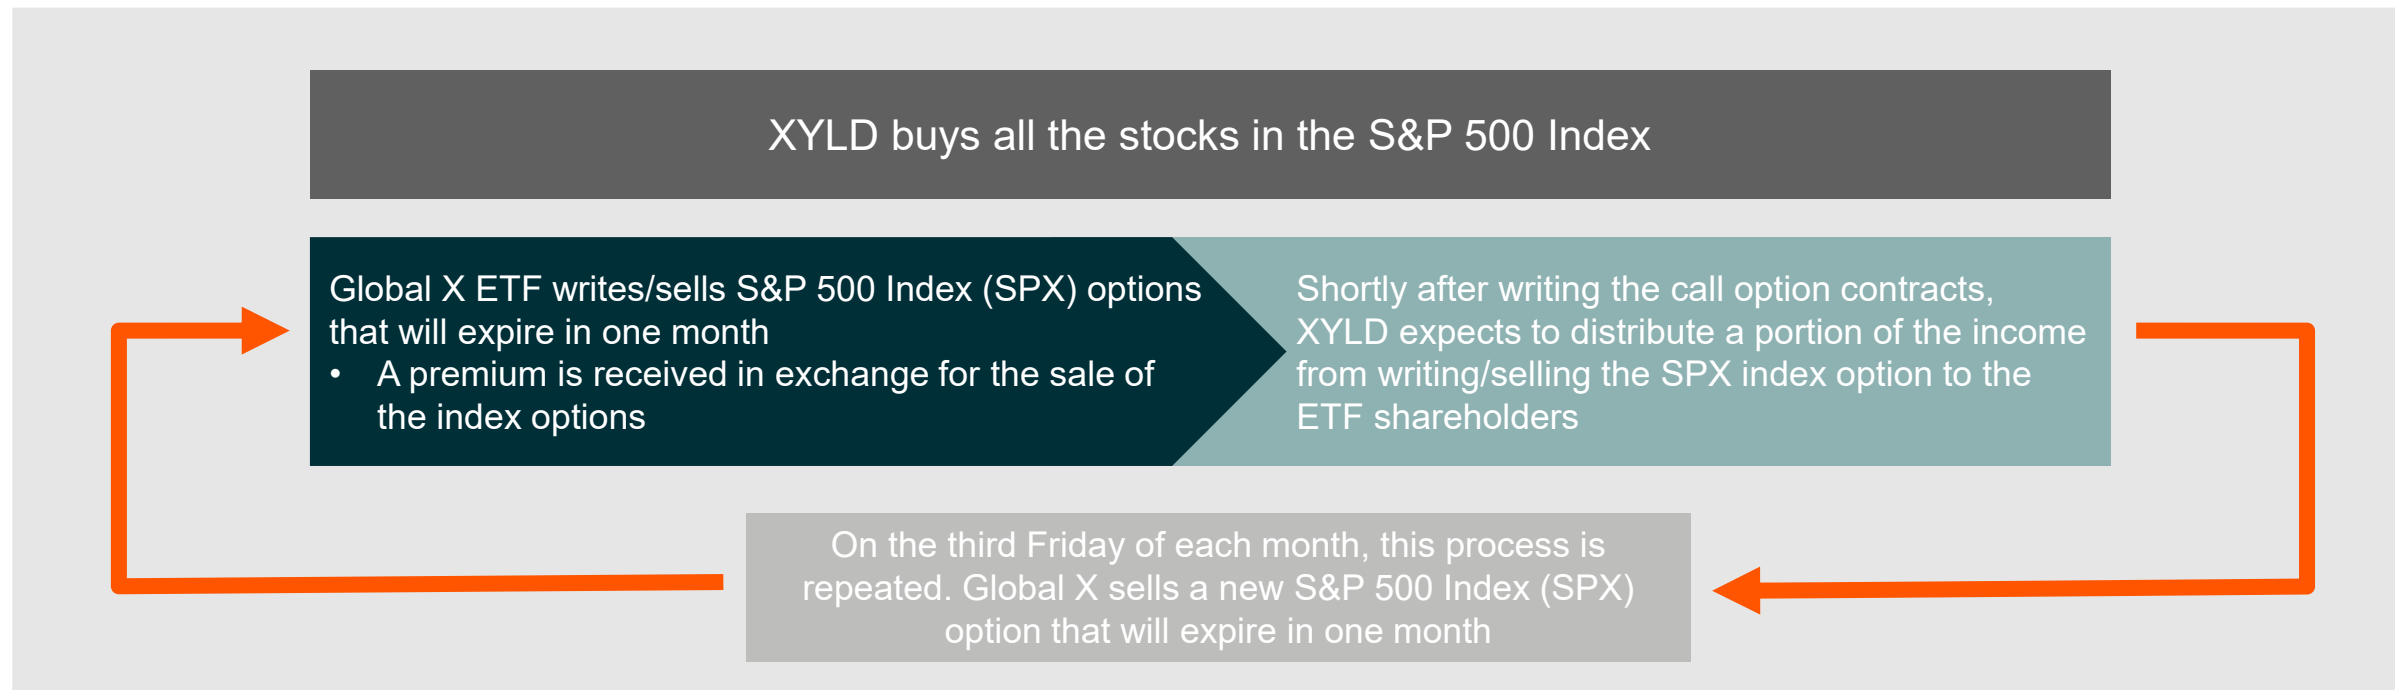 XYLD buys all the stocks in the S&P 500 Index
Global X ETF writes/sells S&P 500 Index (SPX) options
that will expire in one month
• A premium is received in exchange for the sale of
the index options
Shortly after writing the call option contracts,
XYLD expects to distribute a portion of the income
from writing/selling the SPX index option to the
ETF shareholders
On the third Friday of each month, this process is
repeated. Global X sells a new S&P 500 Index (SPX)
option that will expire in one month